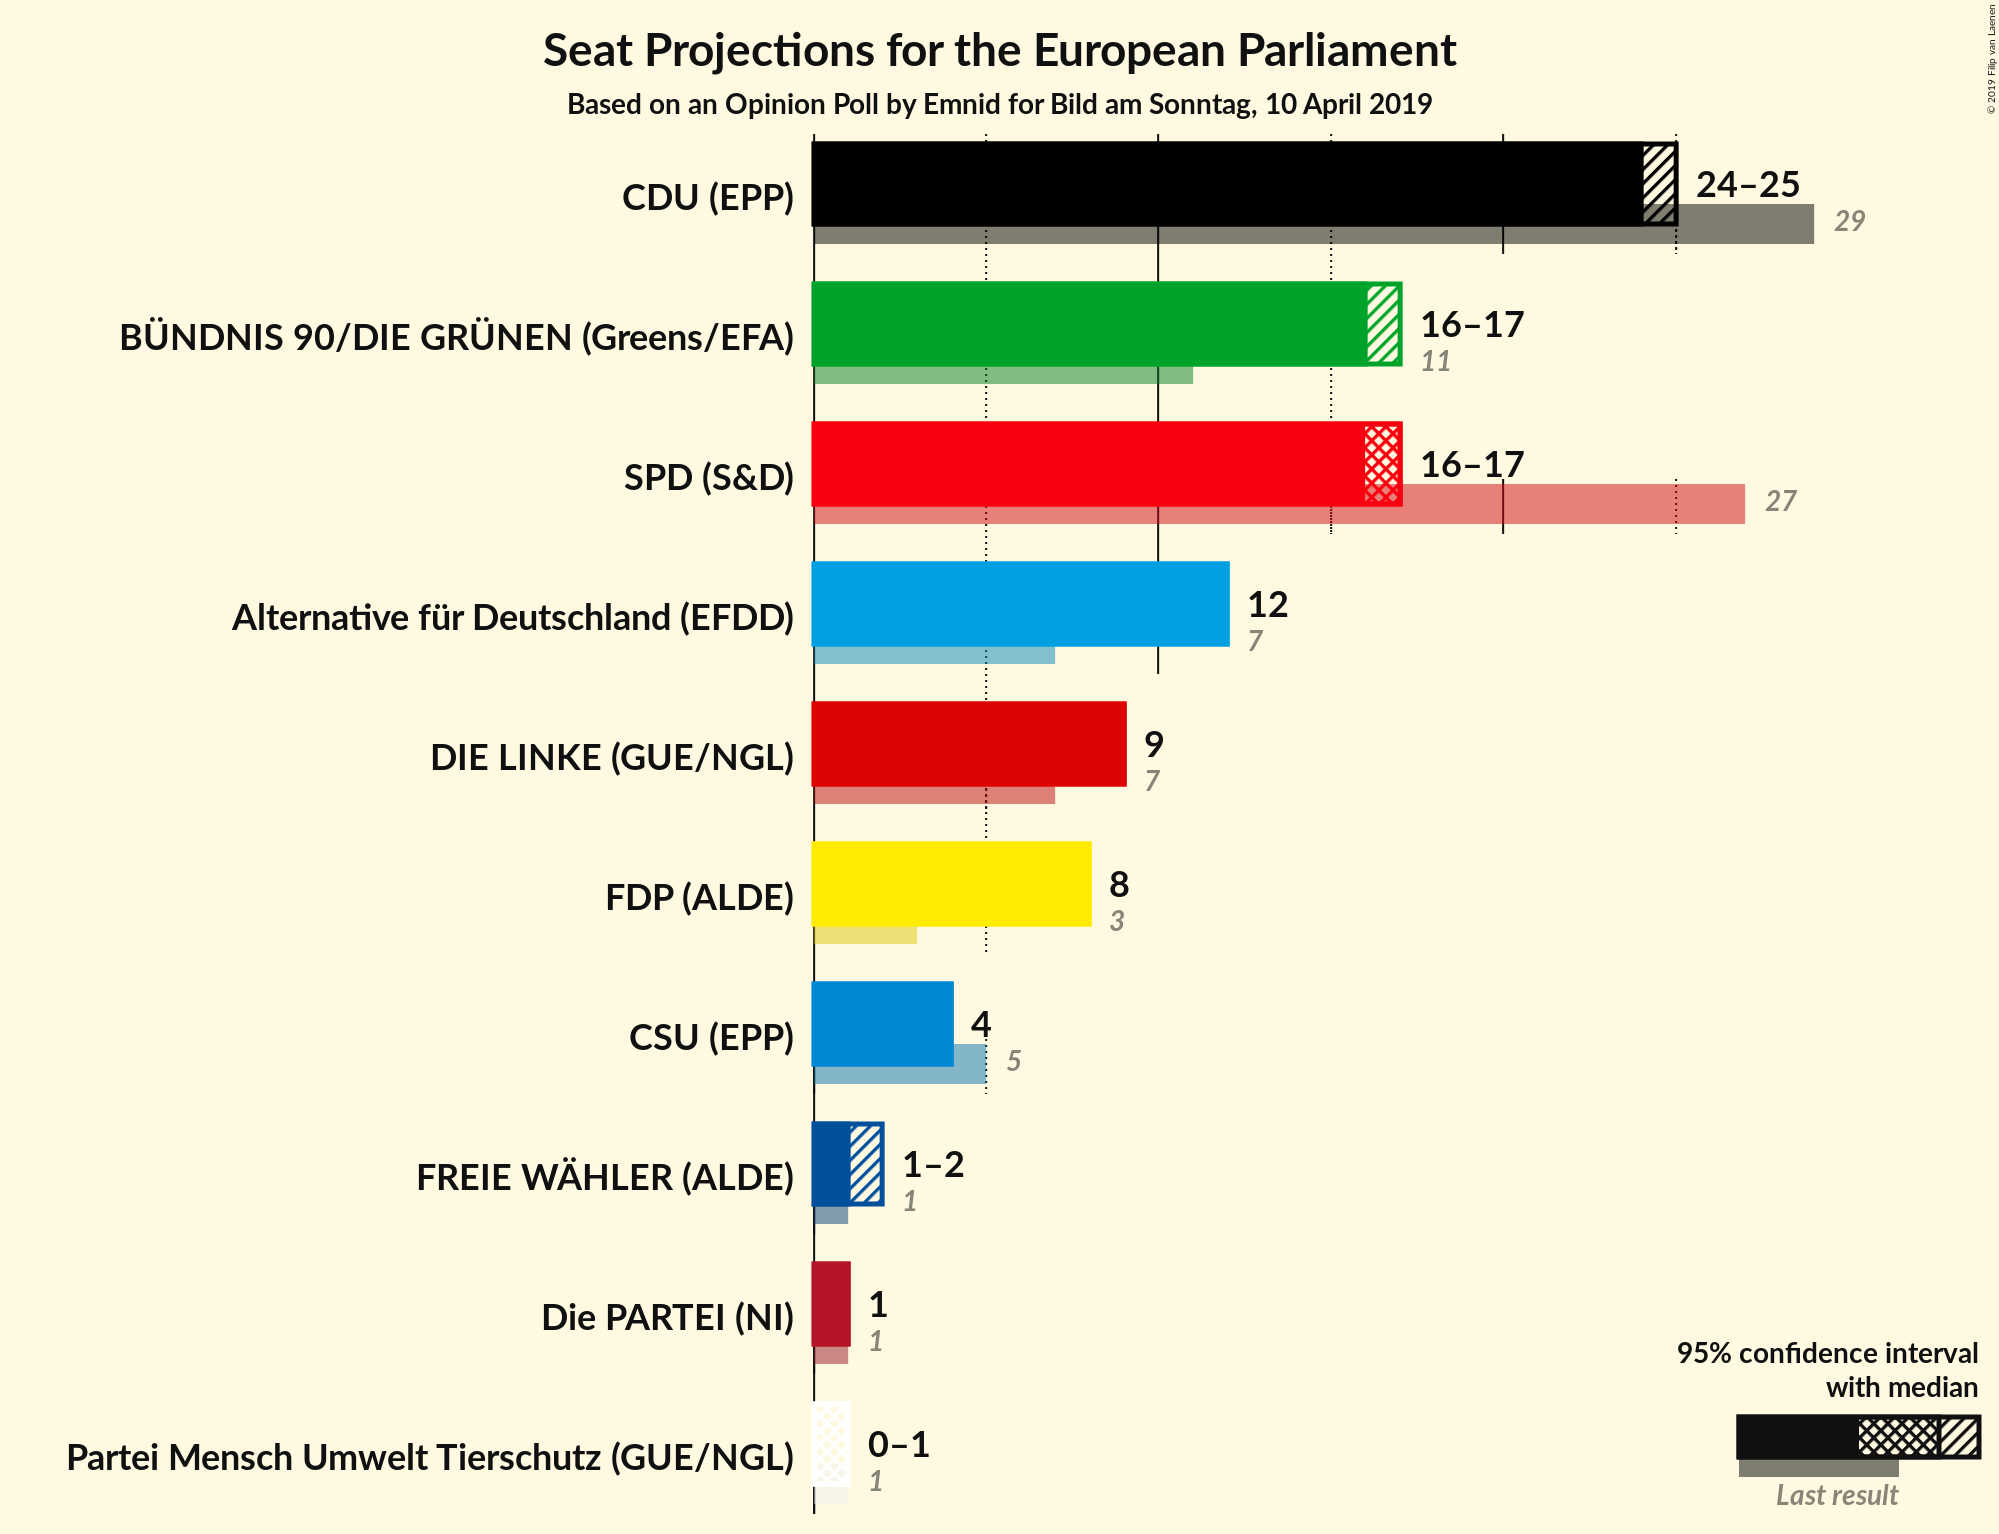 Seat Projections for the European Parliament
Based on an Opinion Poll by Emnid for Bild am Sonntag, 10 April 2019
© 2019 Filip van Laenen
CDU (EPP)
24–25
29
BÜNDNIS 90/DIE GRÜNEN (Greens/EFA)
16–17
11
SPD (S&D)
16–17
27
Alternative für Deutschland (EFDD)
12
7
DIE LINKE (GUE/NGL)
9
7
FDP (ALDE)
8
3
CSU (EPP)
4
5
FREIE WÄHLER (ALDE)
1–2
1
Die PARTEI (NI)
1
1
Partei Mensch Umwelt Tierschutz (GUE/NGL)
0–1
1
95% confidence interval
with median
Last result